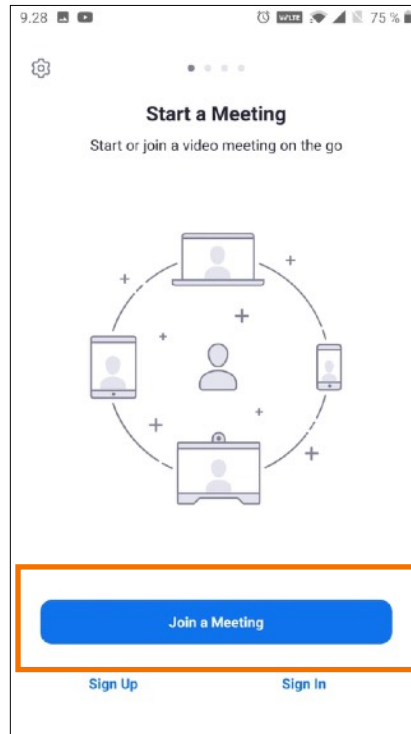 9.28 75 %
Start a Meeting
Start or join a video meeting on the go
Join a Meeting
Sign Up Sign In